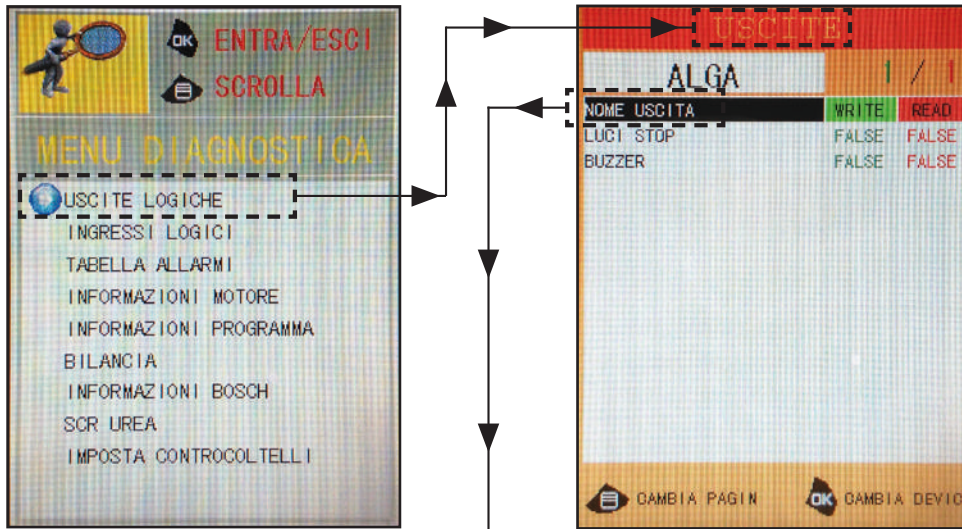 OK ENTRA/ESCI
SCROLLA
MENU DIAGNOSTICA
USCITE LOGICHE
INGRESSI LOGICI
TABELLA ALLARMI
INFORMAZIONI MOTORE
INFORMAZIONI PROGRAMMA
BILANCIA
INFORMAZIONI BOSCH
SCR UREA
IMPOSTA CONTROCOLTELLI
USCITE
ALGA 1 / 1
NOME USCITA WRITE READ
LUCI STOP FALSE FALSE
BUZZER FALSE FALSE
CAMBIA PAGIN OK CAMBIA DEVIC